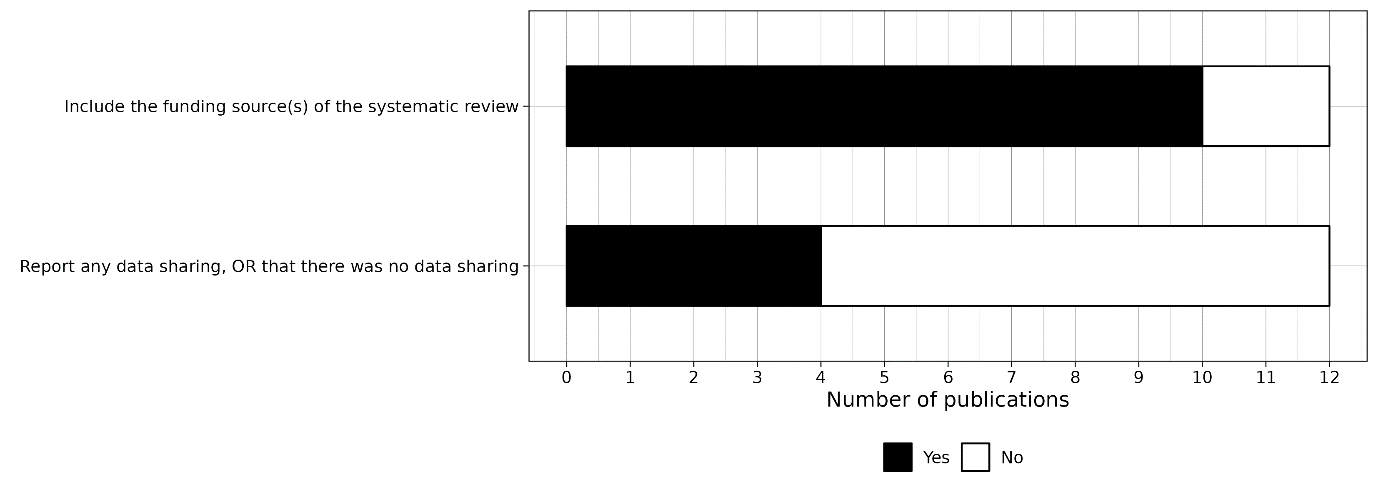 Include the funding source(s) of the systematic review
Report any data sharing, OR that there was no data sharing
0 1 2 3 4 5 6 7 8 9 10 11 12
Number of publications
Yes No